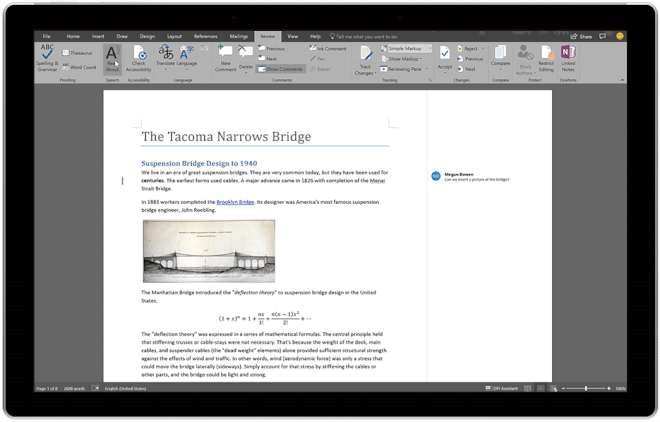 File Home Insert Draw Design Layout References Mailings Review View Help Tell me what you want to do Share
ABC Thesaurus Previous Ink Comment Simple Markup Reject
Spelling & Grammar Word Count Read Aloud Check Accessibility Translate Language New Comment Delete Next Pen Track Changes Show Markup Accept Previous Compare Block Authors Restrict Editing Linked Notes
Show Comments Eraser Reviewing Pane Next
Proofing Speech Accessibility Language Comments Tracking Changes Compare Protect OneNote
The Tacoma Narrows Bridge
Suspension Bridge Design to 1940
We live in an era of great suspension bridges. They are very common today, but they have been used for
centuries. The earliest forms used cables. A major advance came in 1826 with completion of the Menai
Strait Bridge.
Megan Bowen
Can we insert a picture of the bridge?
In 1883 workers completed the Brooklyn Bridge. Its designer was America's most famous suspension
bridge engineer, John Roebling.
The Manhattan Bridge introduced the "deflection theory" to suspension bridge design in the United
States.
(1 + x)ⁿ = 1 + nx/1! + n(n − 1)x²/2! + ⋯
The "deflection theory" was expressed in a series of mathematical formulas. The central principle held
that stiffening trusses or cable-stays were not necessary. That's because the weight of the deck, main
cables, and suspender cables (the "dead weight" elements) alone provided sufficient structural strength
against the effects of wind and traffic. In other words, wind (aerodynamic force) was only a stress that
could move the bridge laterally (sideways). Simply account for that stress by stiffening the cables or
other parts, and the bridge could be light and strong.
Page 1 of 8 2608 words English (United States) DPI Assistant 100%